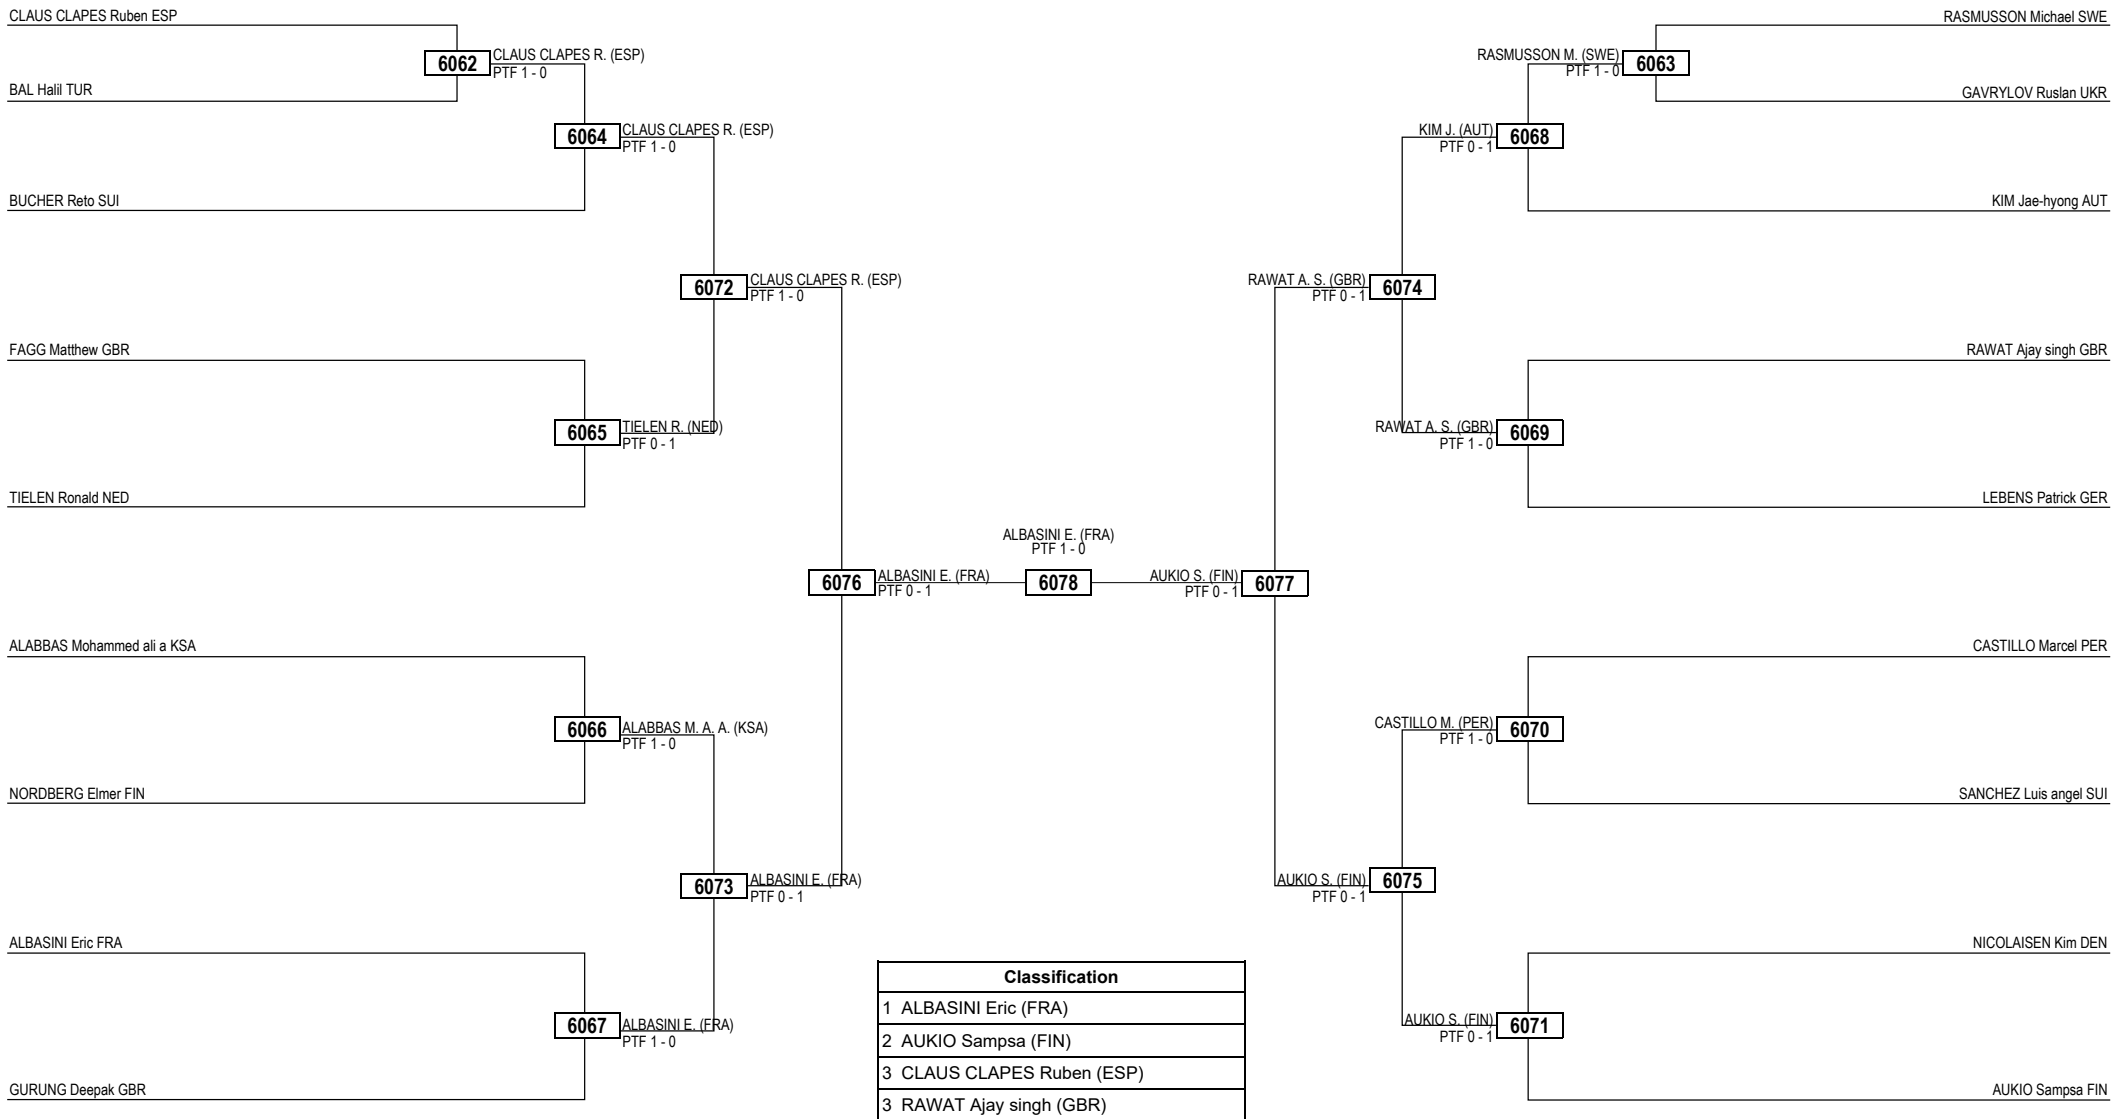 CLAUS CLAPES Ruben ESP
6062
CLAUS CLAPES R. (ESP)
PTF 1 - 0
BAL Halil TUR
6064
CLAUS CLAPES R. (ESP)
PTF 1 - 0
BUCHER Reto SUI
6072
CLAUS CLAPES R. (ESP)
PTF 1 - 0
FAGG Matthew GBR
6065
TIELEN R. (NED)
PTF 0 - 1
TIELEN Ronald NED
6076
ALBASINI E. (FRA)
PTF 0 - 1
ALABBAS Mohammed ali a KSA
6066
ALABBAS M. A. A. (KSA)
PTF 1 - 0
NORDBERG Elmer FIN
6073
ALBASINI E. (FRA)
PTF 0 - 1
ALBASINI Eric FRA
6067
ALBASINI E. (FRA)
PTF 1 - 0
GURUNG Deepak GBR
ALBASINI E. (FRA)
PTF 1 - 0
6078
RASMUSSON Michael SWE
RASMUSSON M. (SWE)
PTF 1 - 0
6063
GAVRYLOV Ruslan UKR
KIM J. (AUT)
PTF 0 - 1
6068
KIM Jae-hyong AUT
RAWAT A. S. (GBR)
PTF 0 - 1
6074
RAWAT Ajay singh GBR
RAWAT A. S. (GBR)
PTF 1 - 0
6069
LEBENS Patrick GER
AUKIO S. (FIN)
PTF 0 - 1
6077
CASTILLO Marcel PER
CASTILLO M. (PER)
PTF 1 - 0
6070
SANCHEZ Luis angel SUI
AUKIO S. (FIN)
PTF 0 - 1
6075
NICOLAISEN Kim DEN
AUKIO S. (FIN)
PTF 0 - 1
6071
AUKIO Sampsa FIN
Classification
1 ALBASINI Eric (FRA)
2 AUKIO Sampsa (FIN)
3 CLAUS CLAPES Ruben (ESP)
3 RAWAT Ajay singh (GBR)